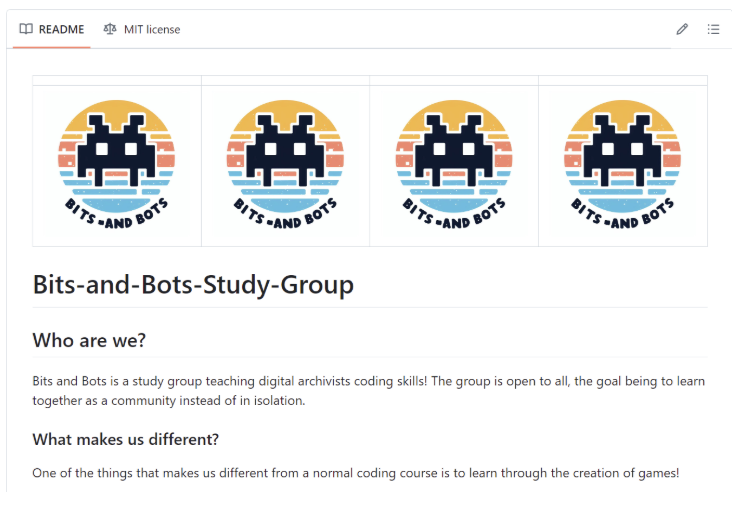 README
MIT license
BITS-AND BOTS
BITS-AND BOTS
BITS-AND BOTS
BITS-AND BOTS
Bits-and-Bots-Study-Group
Who are we?
Bits and Bots is a study group teaching digital archivists coding skills! The group is open to all, the goal being to learn
together as a community instead of in isolation.
What makes us different?
One of the things that makes us different from a normal coding course is to learn through the creation of games!